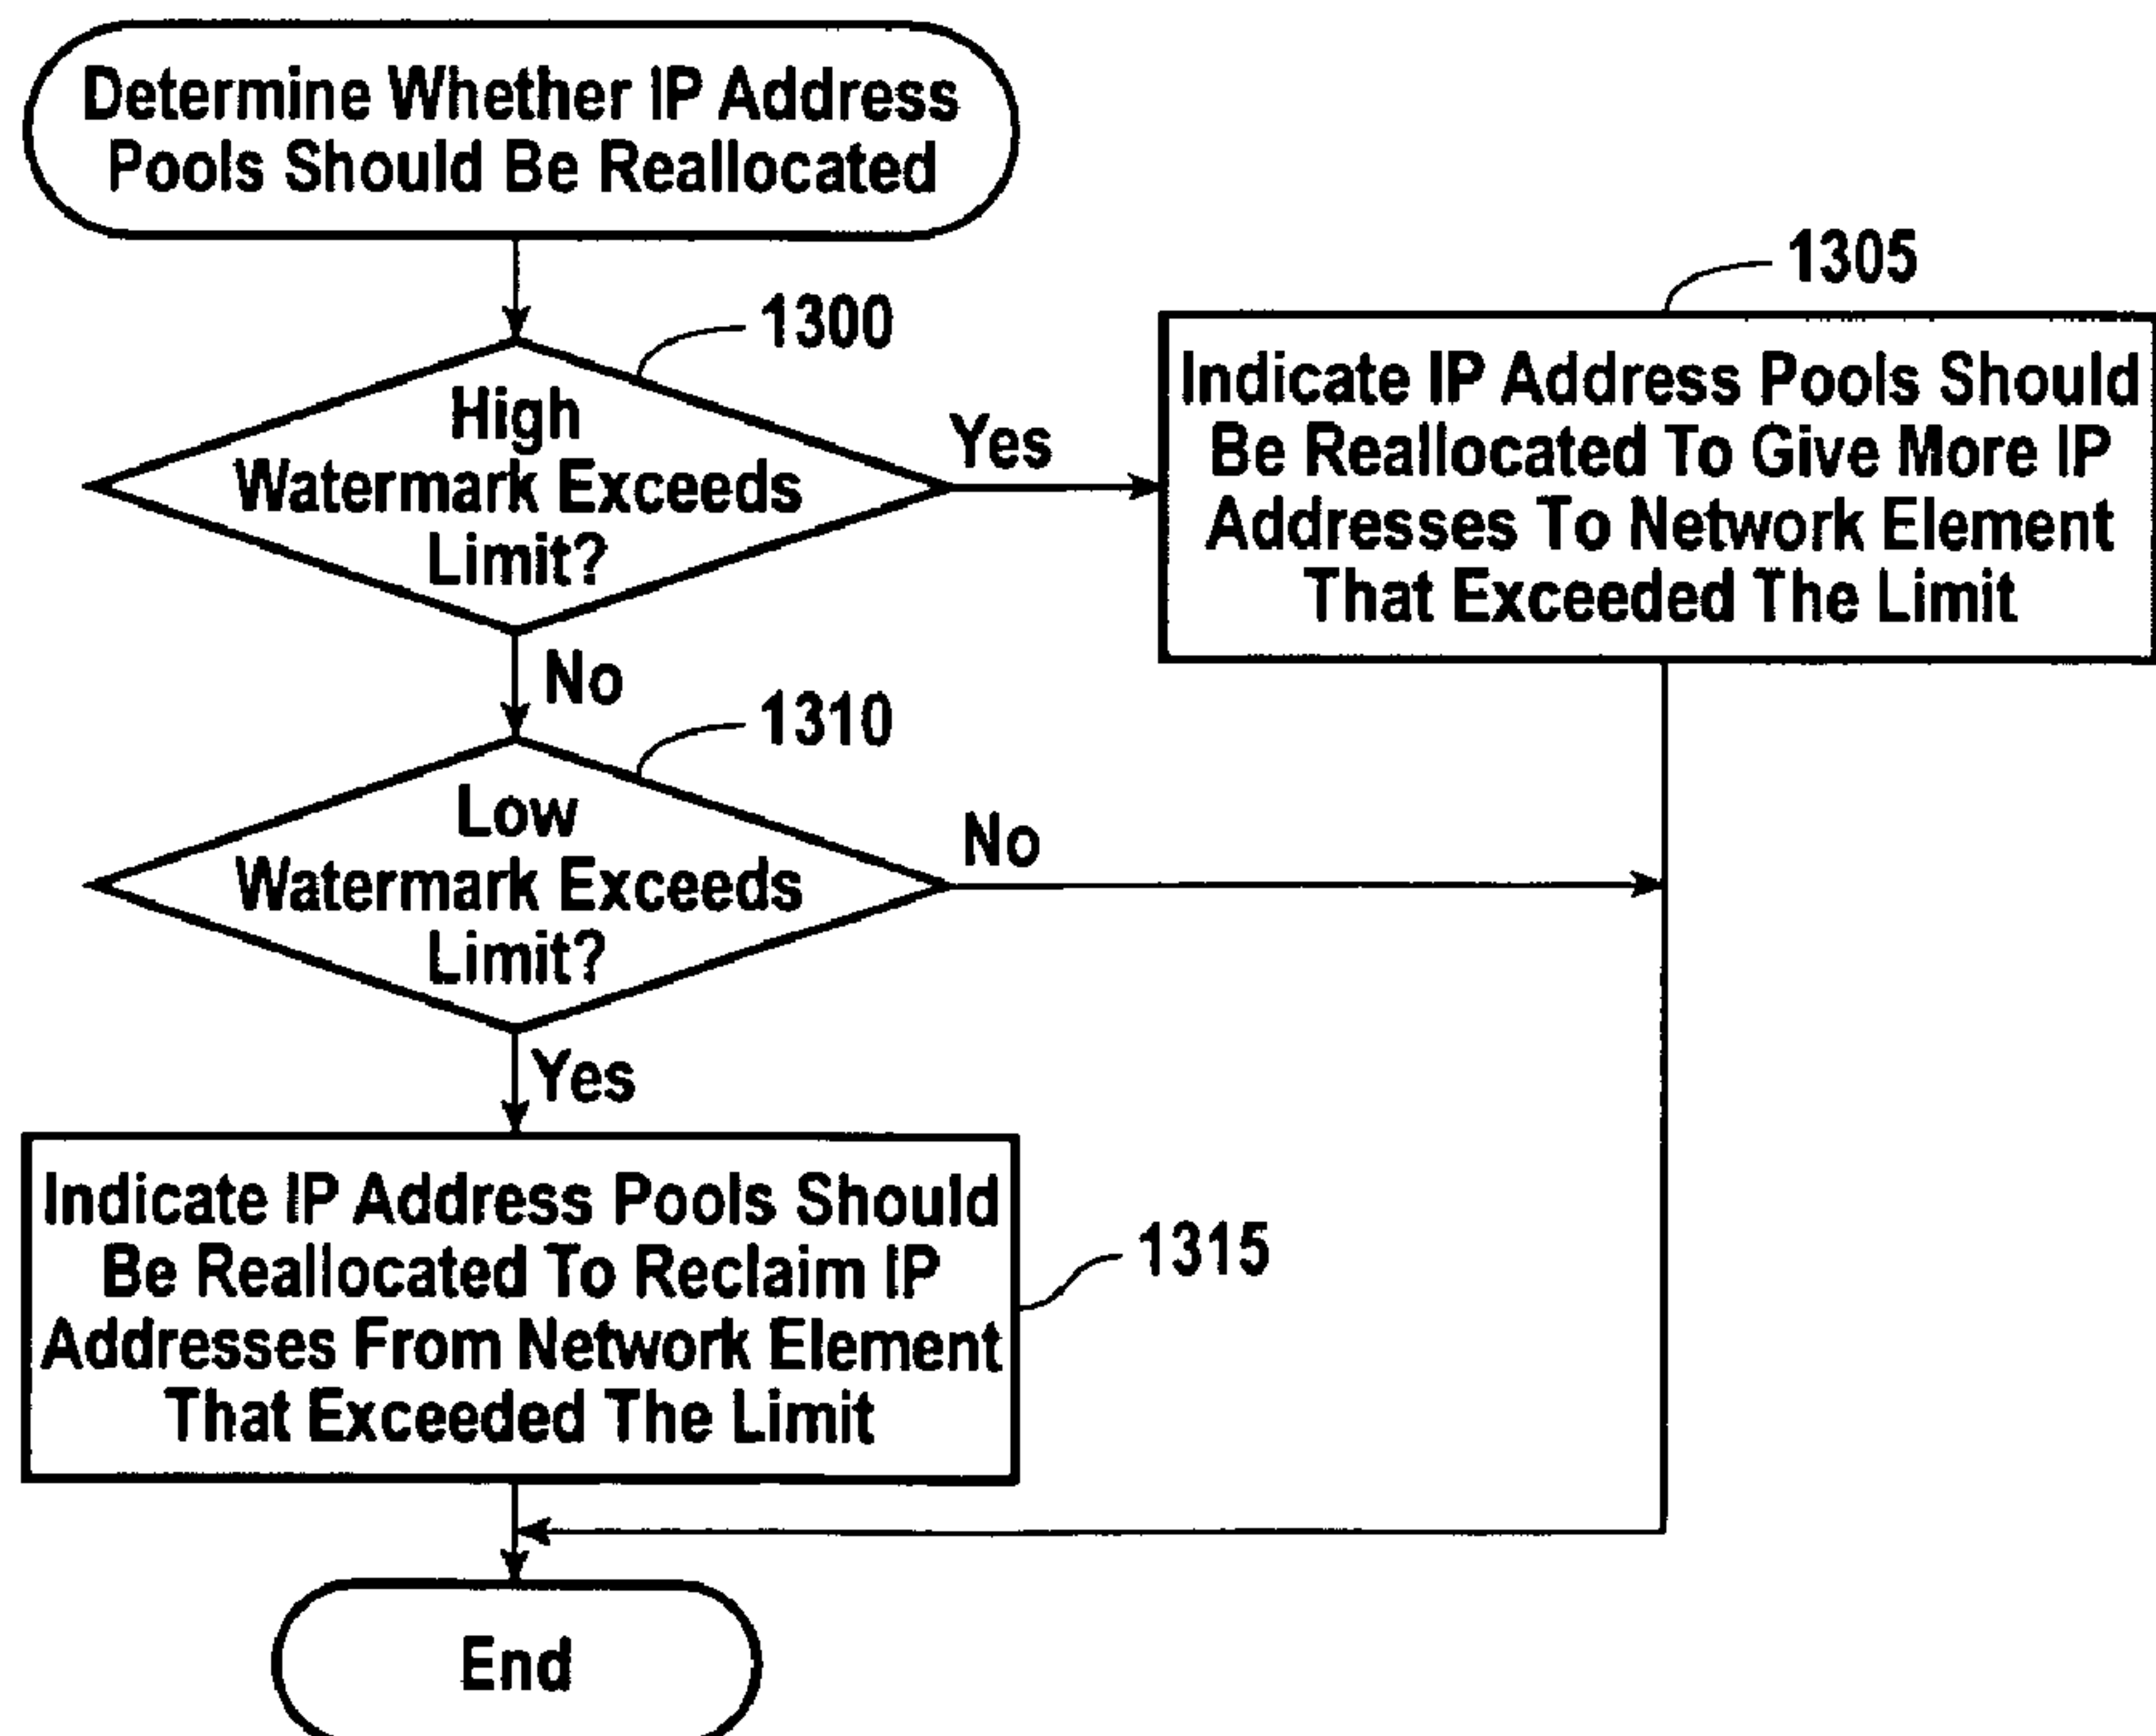 Determine Whether IP Address
Pools Should Be Reallocated
1300
High
Watermark Exceeds
Limit?
Yes
1305
Indicate IP Address Pools Should
Be Reallocated To Give More IP
Addresses To Network Element
That Exceeded The Limit
No
1310
Low
Watermark Exceeds
Limit?
No
Yes
Indicate IP Address Pools Should
Be Reallocated To Reclaim IP
Addresses From Network Element
That Exceeded The Limit
1315
End